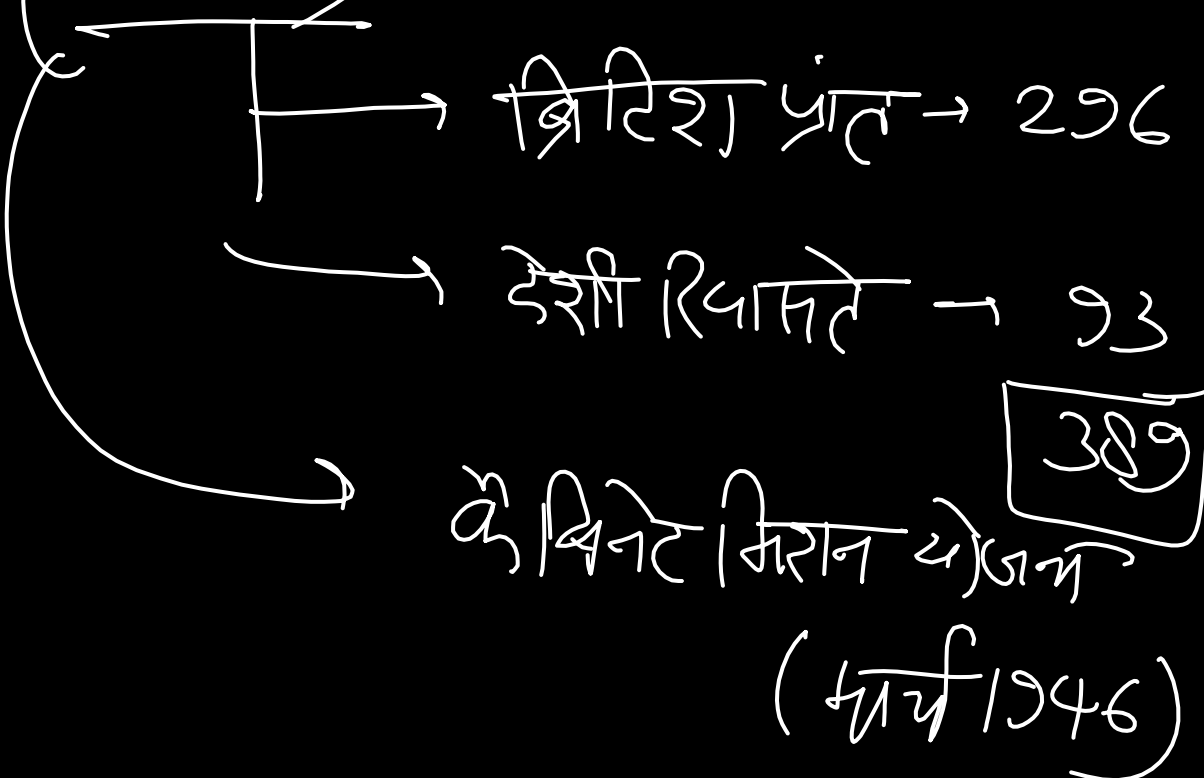 ब्रिटिश प्रांत → 296
देशी रियासते → 93
389
कैबिनेट मिशन योजना
(मार्च 1946)